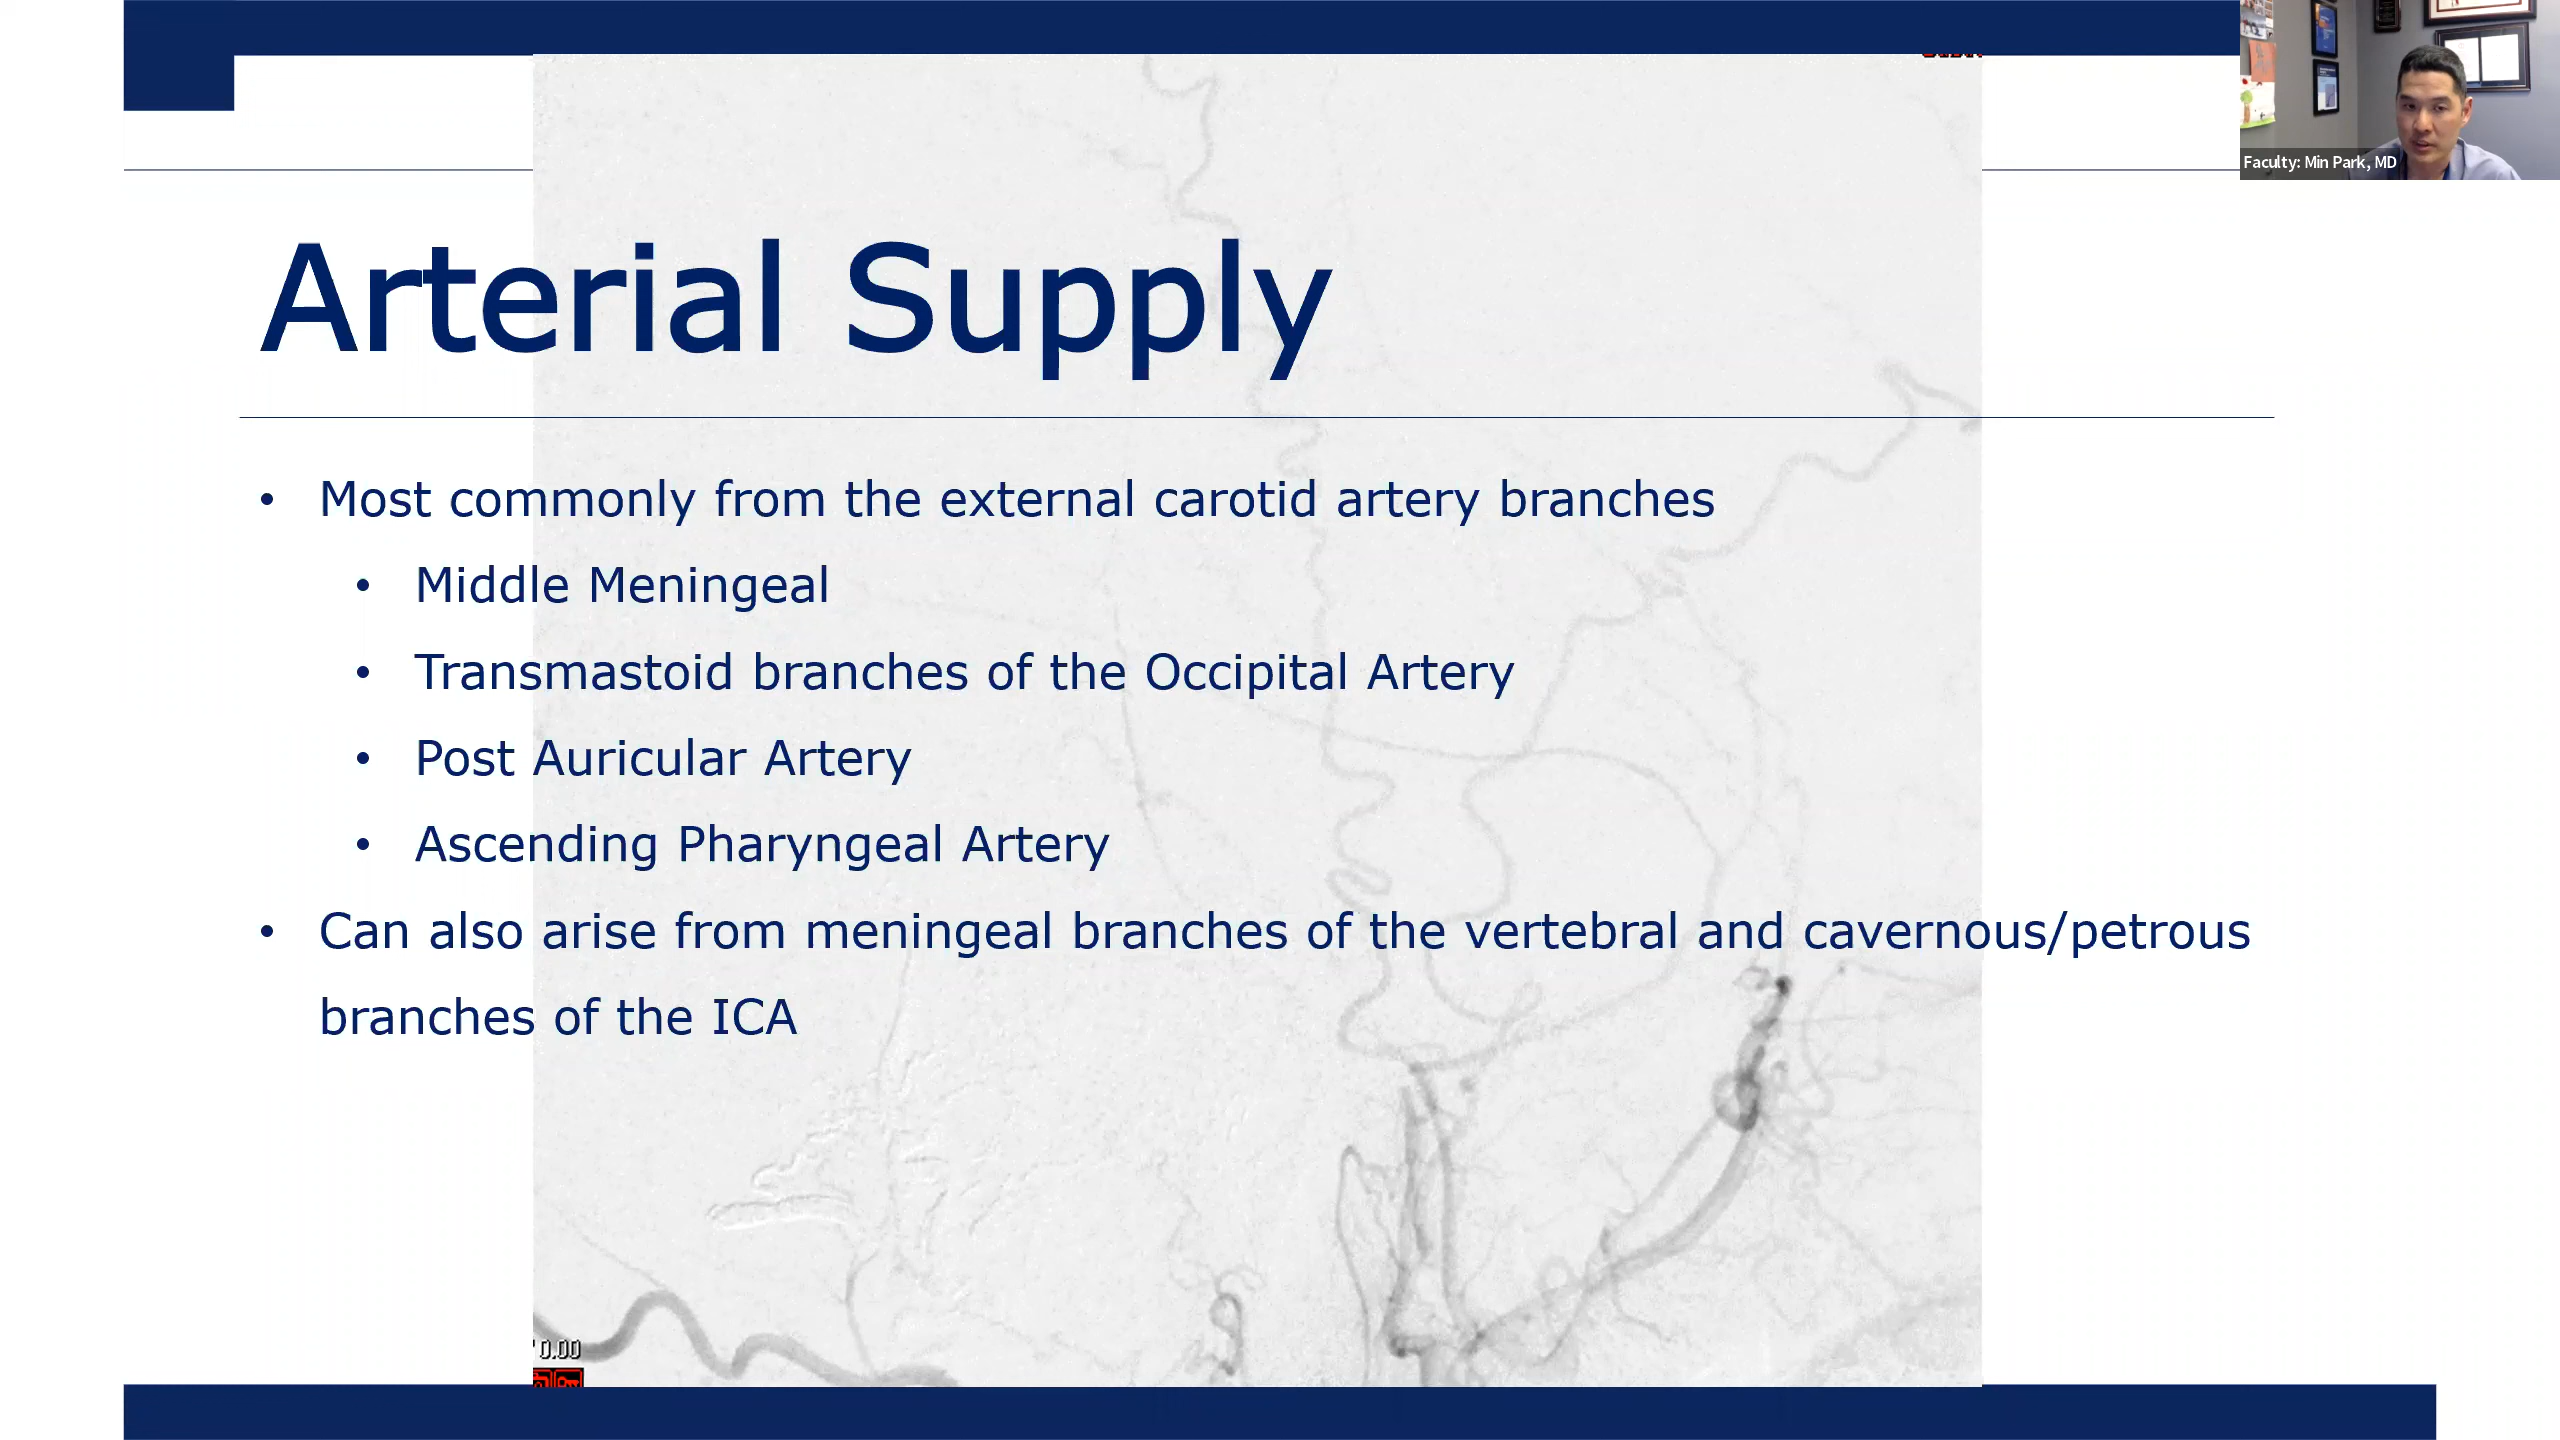 Faculty: Min Park, MD
Arterial Supply
• Most commonly from the external carotid artery branches
• Middle Meningeal
• Transmastoid branches of the Occipital Artery
• Post Auricular Artery
• Ascending Pharyngeal Artery
• Can also arise from meningeal branches of the vertebral and cavernous/petrous
branches of the ICA
0.00